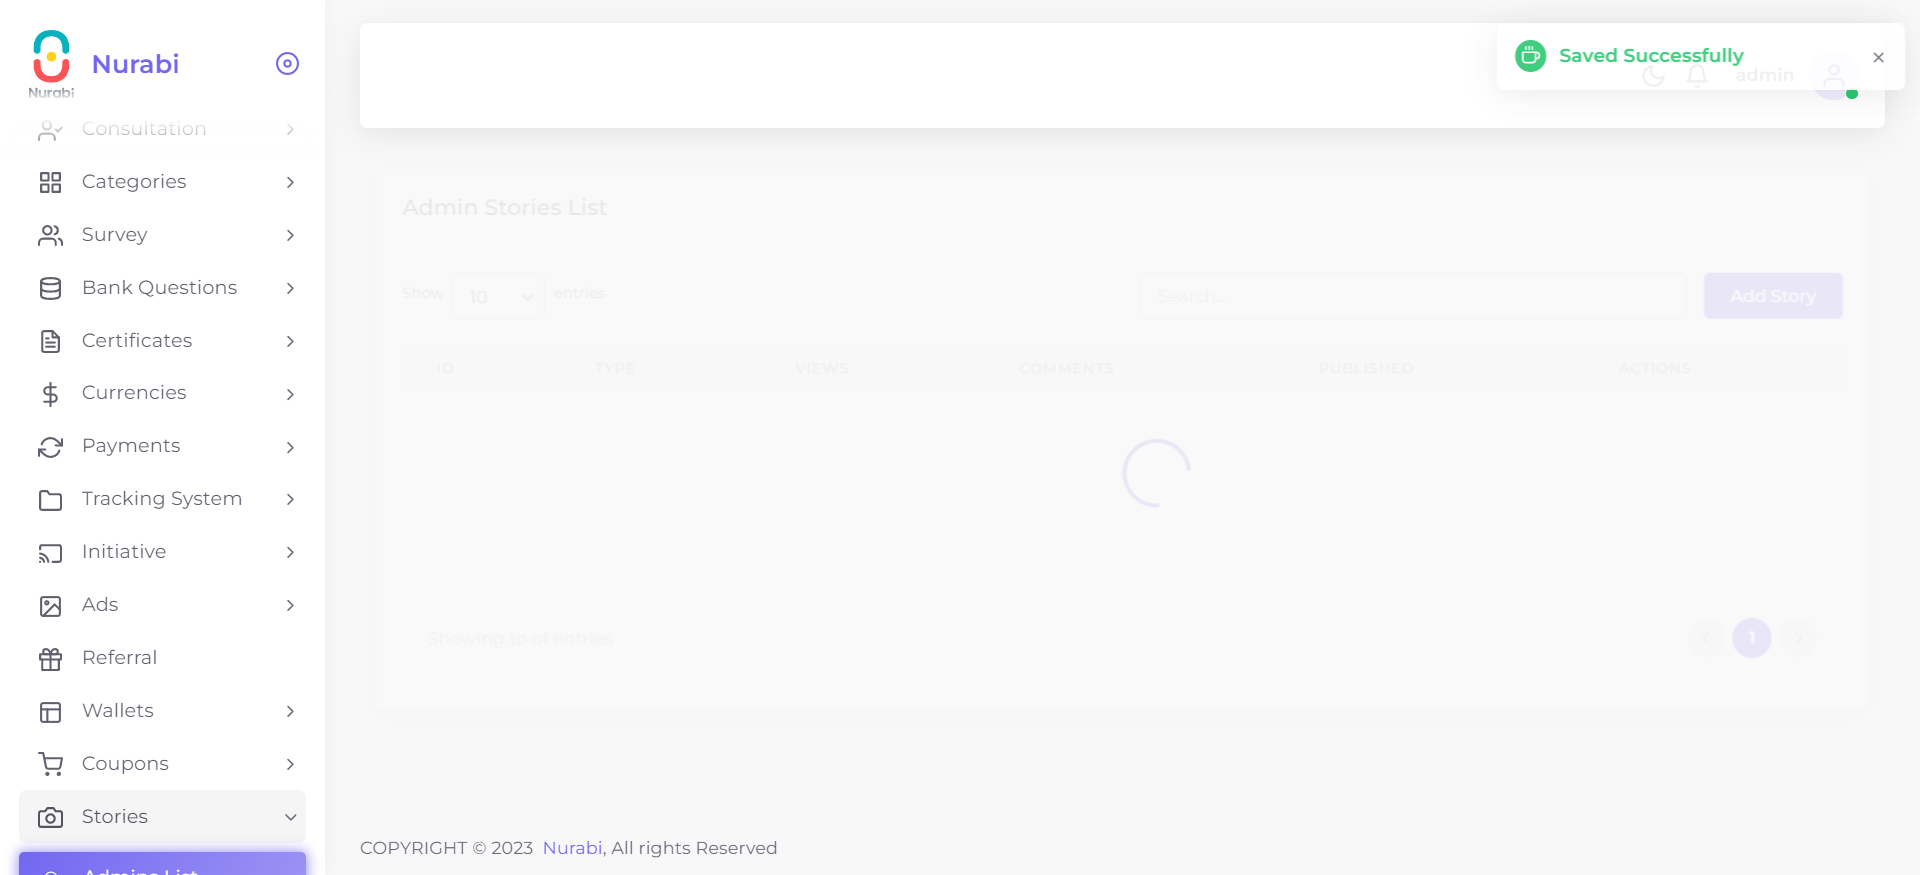 Nurabi
Nurabi
Consultation
Categories
Survey
Bank Questions
Certificates
Currencies
Payments
Tracking System
Initiative
Ads
Referral
Wallets
Coupons
Stories
Admins List
Saved Successfully
admin
Admin Stories List
Show 10 entries
Search...
Add Story
ID TYPE VIEWS COMMENTS PUBLISHED ACTIONS
Showing to of entries
1
COPYRIGHT © 2023 Nurabi, All rights Reserved